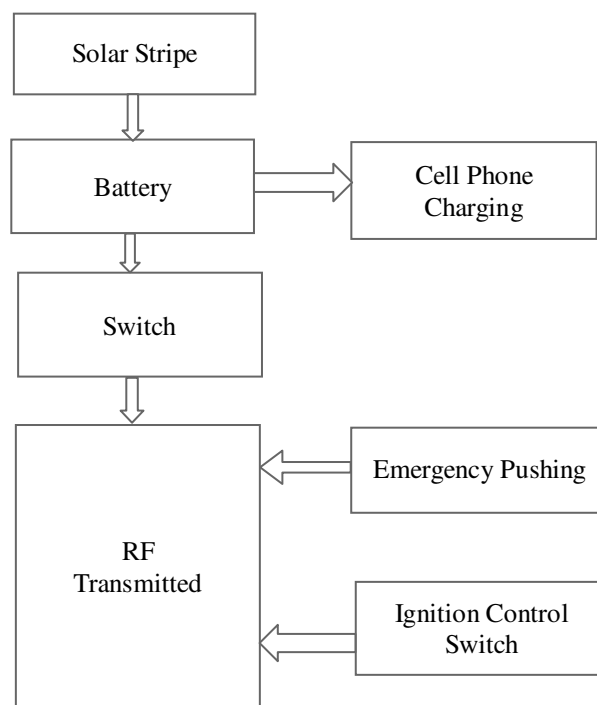 Solar Stripe
Battery
Cell Phone
Charging
Switch
Emergency Pushing
RF
Transmitted
Ignition Control
Switch